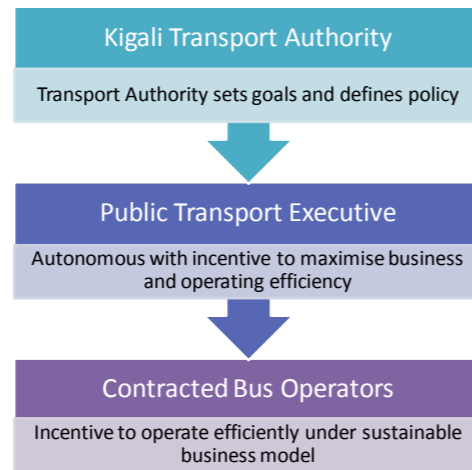 Kigali Transport Authority
Transport Authority sets goals and defines policy
Public Transport Executive
Autonomous with incentive to maximise business
and operating efficiency
Contracted Bus Operators
Incentive to operate efficiently under sustainable
business model